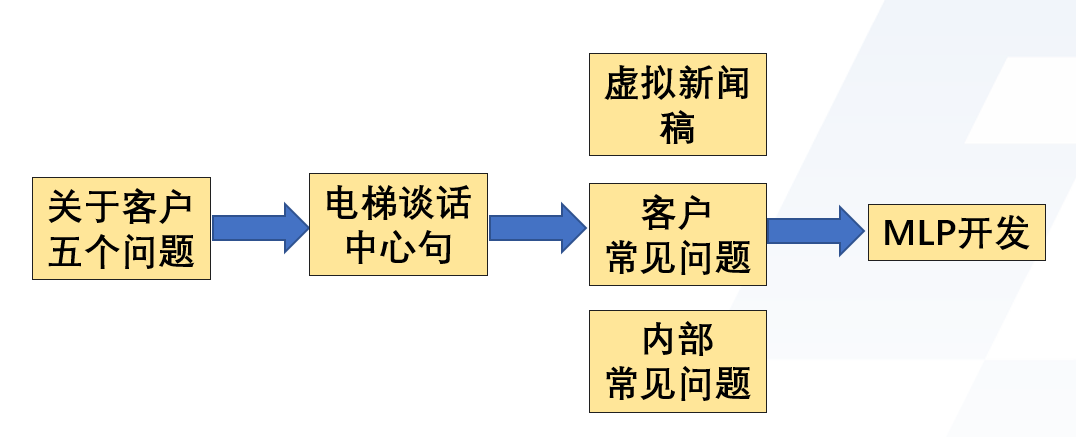 关于客户
五个问题
电梯谈话
中心句
虚拟新闻
稿
客户
常见问题
内部
常见问题
MLP开发